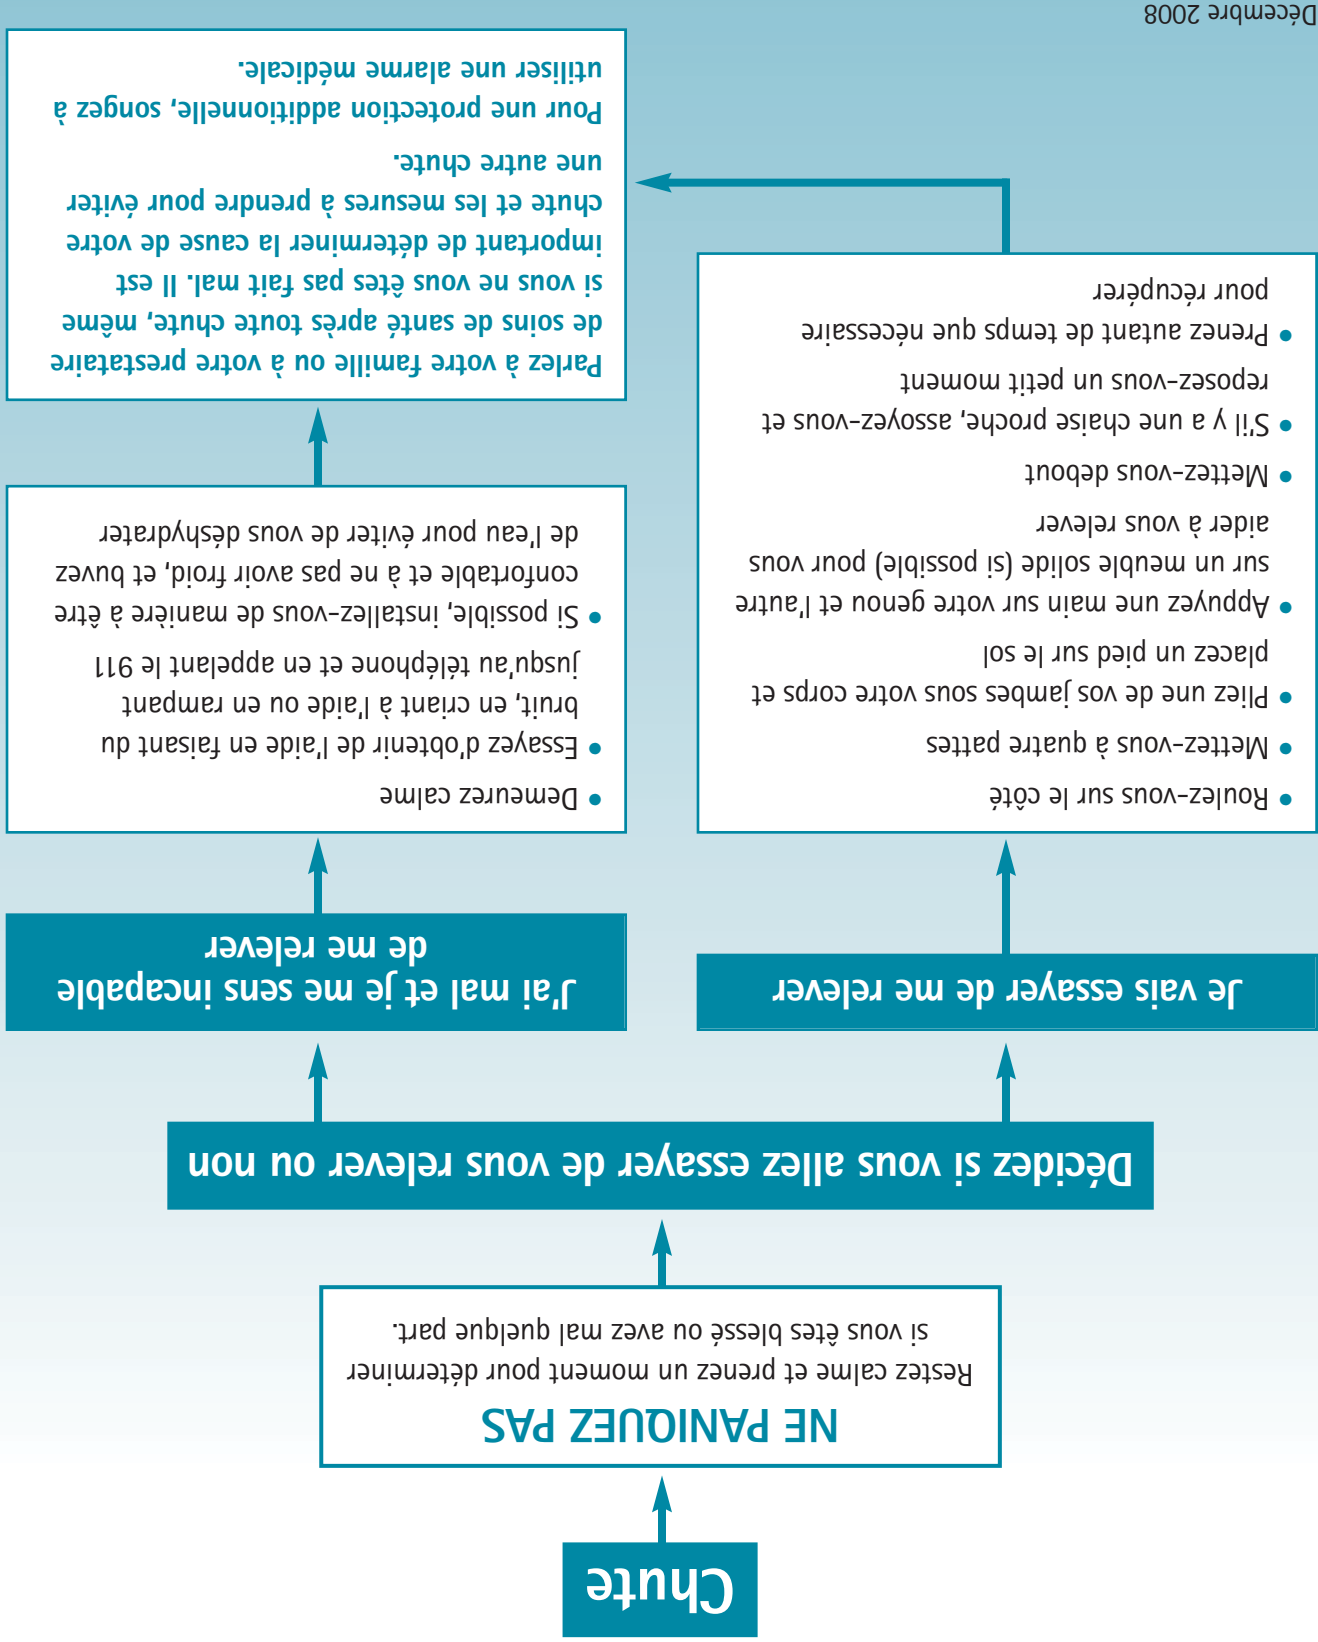 Chute
NE PANIQUEZ PAS
Restez calme et prenez un moment pour déterminer
si vous êtes blessé ou avez mal quelque part.
Décidez si vous allez essayer de vous relever ou non
Je vais essayer de me relever
• Roulez-vous sur le côté
• Mettez-vous à quatre pattes
• Pliez une de vos jambes sous votre corps et
placez un pied sur le sol
• Appuyez une main sur votre genou et l'autre
sur un meuble solide (si possible) pour vous
aider à vous relever
• Mettez-vous debout
• S'il y a une chaise proche, assoyez-vous et
reposez-vous un petit moment
• Prenez autant de temps que nécessaire
pour récupérer
J'ai mal et je me sens incapable
de me relever
• Demeurez calme
• Essayez d'obtenir de l'aide en faisant du
bruit, en criant à l'aide ou en rampant
jusqu'au téléphone et en appelant le 911
• Si possible, installez-vous de manière à être
confortable et à ne pas avoir froid, et buvez
de l'eau pour éviter de vous déshydrater
Parlez à votre famille ou à votre prestataire
de soins de santé après toute chute, même
si vous ne vous êtes pas fait mal. Il est
important de déterminer la cause de votre
chute et les mesures à prendre pour éviter
une autre chute.
Pour une protection additionnelle, songez à
utiliser une alarme médicale.
Décembre 2008